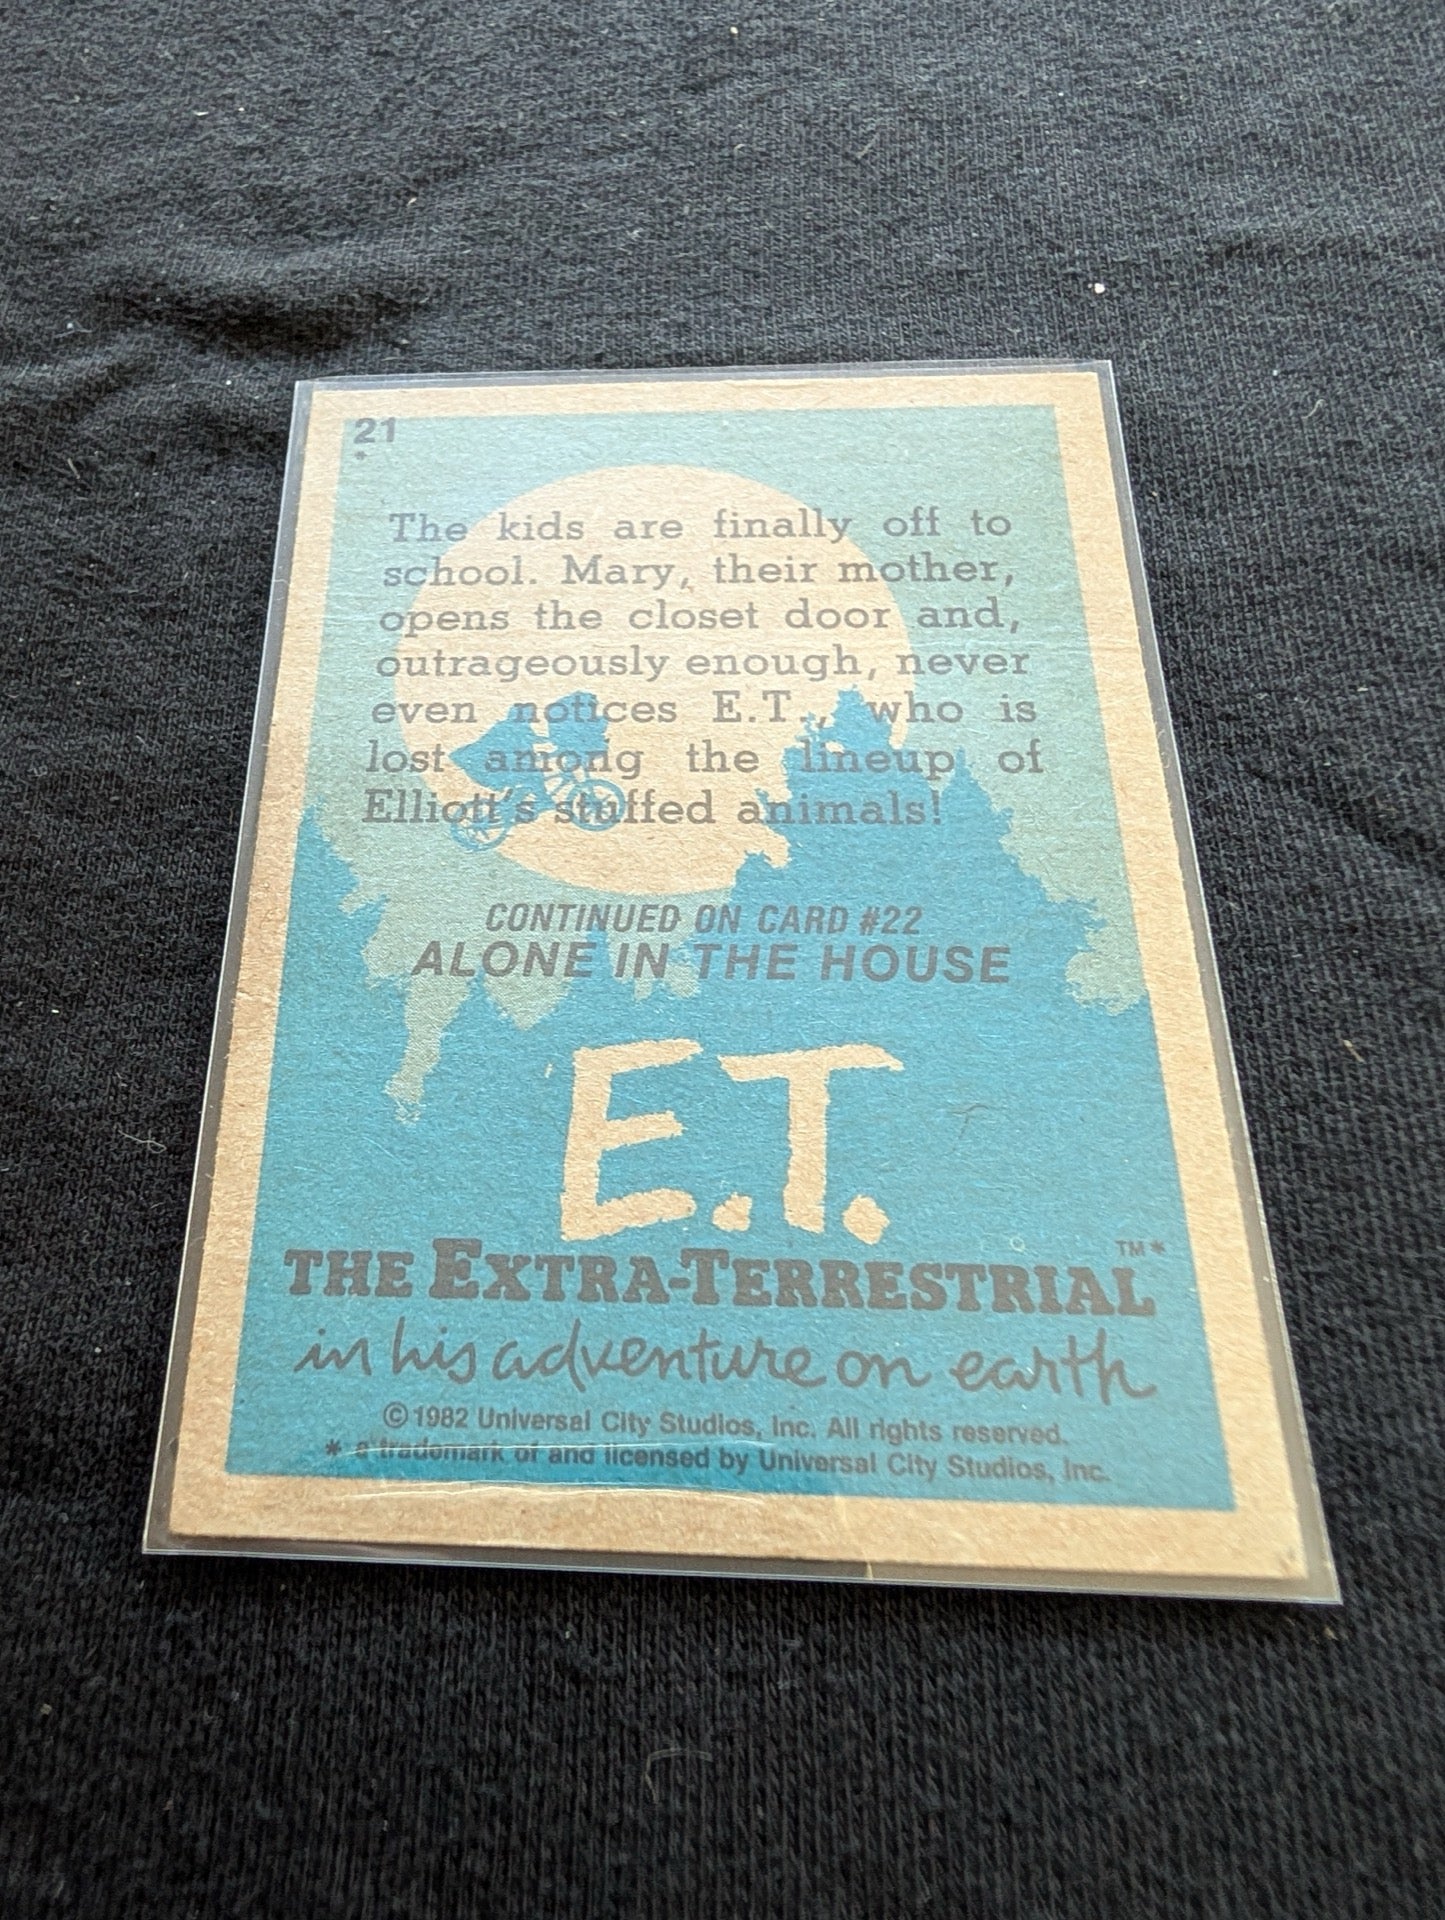 21
*
The kids are finally off to
school. Mary, their mother,
opens the closet door and,
outrageously enough, never
even notices E.T., who is
lost among the lineup of
Elliott's stuffed animals!
CONTINUED ON CARD #22
ALONE IN THE HOUSE
E.T.
THE EXTRA-TERRESTRIAL ™*
in his adventure on earth
©1982 Universal City Studios, Inc. All rights reserved.
* a trademark of and licensed by Universal City Studios, Inc.